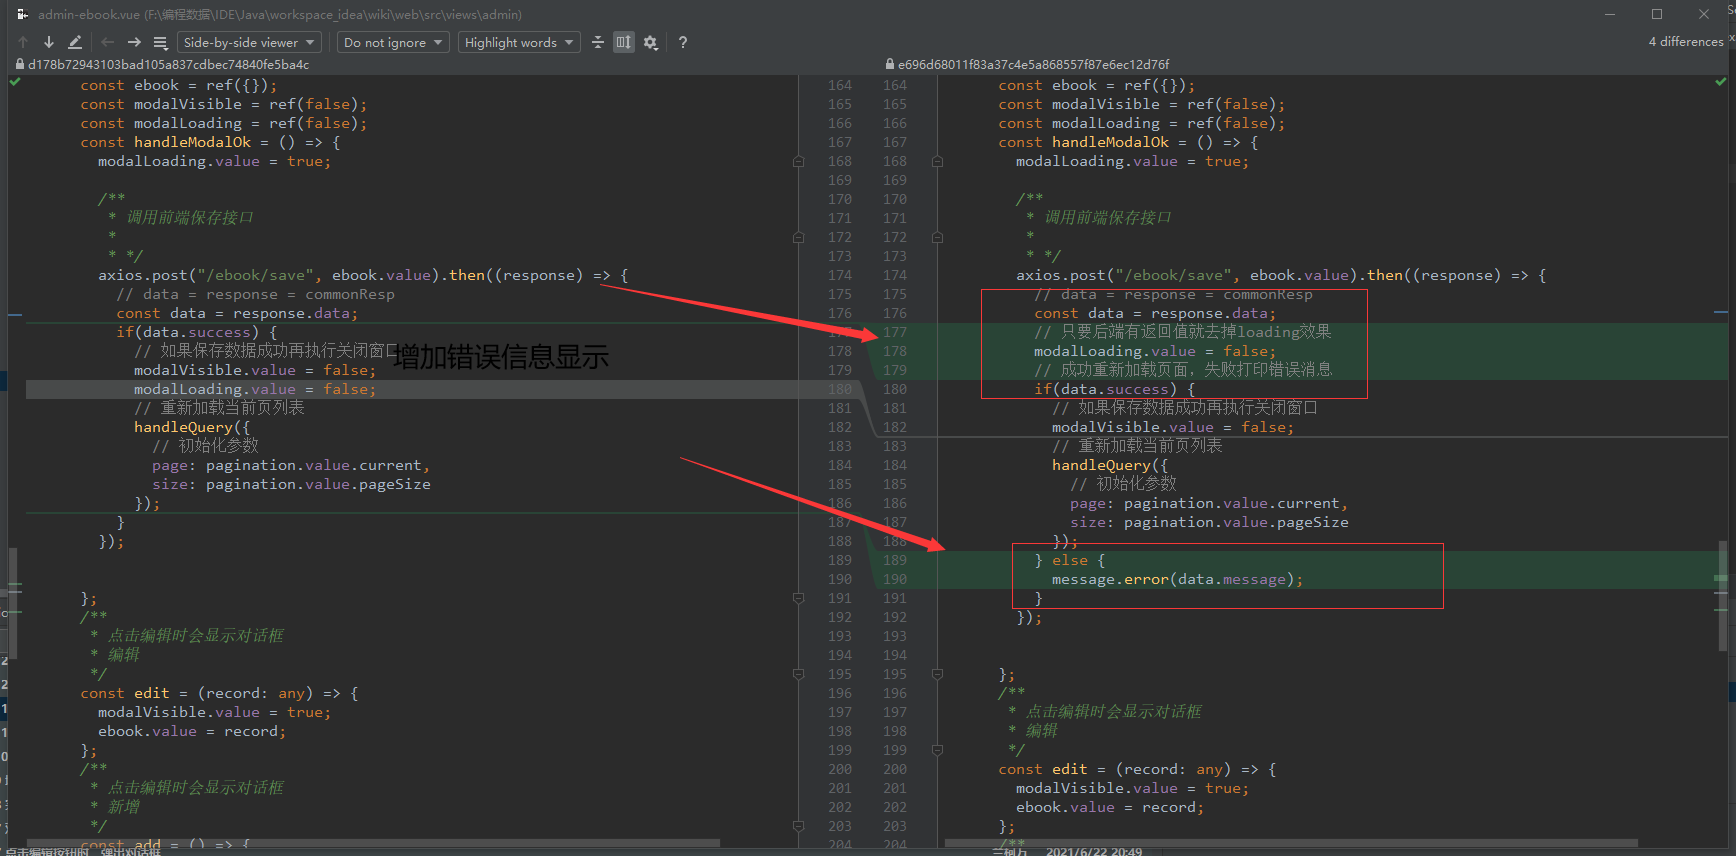 admin-ebook.vue (F:\编程数据\IDE\Java\workspace_idea\wiki\web\src\views\admin)
Side-by-side viewer
Do not ignore
Highlight words
?
4 differences
d178b72943103bad105a837cdbec74840fe5ba4c
e696d68011f83a37c4e5a868557f87e6ec12d76f
const ebook = ref({});
const modalVisible = ref(false);
const modalLoading = ref(false);
const handleModalOk = () => {
modalLoading.value = true;
/**
* 调用前端保存接口
*
* */
axios.post("/ebook/save", ebook.value).then((response) => {
// data = response = commonResp
const data = response.data;
if(data.success) {
// 如果保存数据成功再执行关闭窗口
增加错误信息显示
modalVisible.value = false;
modalLoading.value = false;
// 重新加载当前页列表
handleQuery({
// 初始化参数
page: pagination.value.current,
size: pagination.value.pageSize
});
}
});
};
/**
* 点击编辑时会显示对话框
* 编辑
*/
const edit = (record: any) => {
modalVisible.value = true;
ebook.value = record;
};
/**
* 点击编辑时会显示对话框
* 新增
*/
const add = () => {
164 164
165 165
166 166
167 167
168 168
169 169
170 170
171 171
172 172
173 173
174 174
175 175
176 176
177 177
178 178
179 179
180 180
181 181
182 182
183 183
184 184
185 185
186 186
187 187
188 188
189 189
190 190
191 191
192 192
193 193
194 194
195 195
196 196
197 197
198 198
199 199
200 200
201 201
202 202
203 203
204 204
const ebook = ref({});
const modalVisible = ref(false);
const modalLoading = ref(false);
const handleModalOk = () => {
modalLoading.value = true;
/**
* 调用前端保存接口
*
* */
axios.post("/ebook/save", ebook.value).then((response) => {
// data = response = commonResp
const data = response.data;
// 只要后端有返回值就去掉loading效果
modalLoading.value = false;
// 成功重新加载页面，失败打印错误消息
if(data.success) {
// 如果保存数据成功再执行关闭窗口
modalVisible.value = false;
// 重新加载当前页列表
handleQuery({
// 初始化参数
page: pagination.value.current,
size: pagination.value.pageSize
});
} else {
message.error(data.message);
}
});
};
/**
* 点击编辑时会显示对话框
* 编辑
*/
const edit = (record: any) => {
modalVisible.value = true;
ebook.value = record;
};
/**
点击编辑按钮时，弹出对话框
2021/6/22 20:49